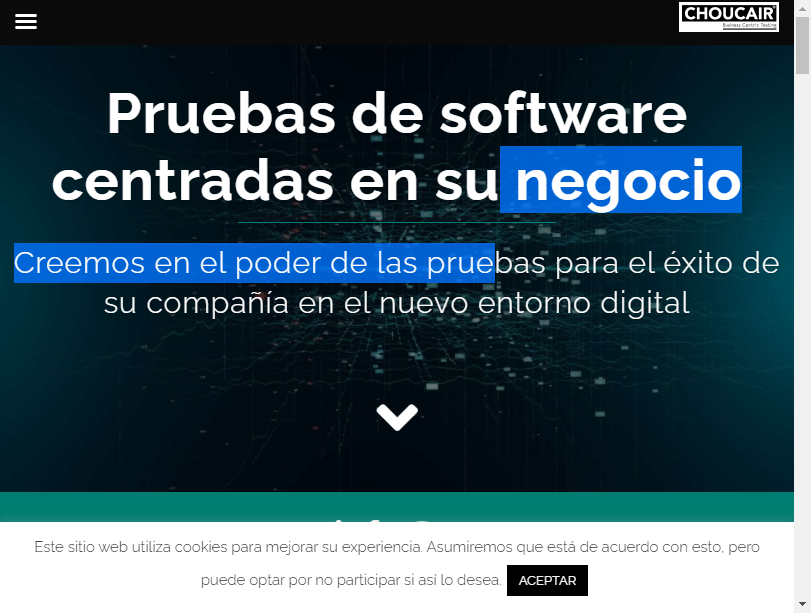 CHOUCAIR
Business Centric Testing
Pruebas de software
centradas en su negocio
Creemos en el poder de las pruebas para el éxito de
su compañía en el nuevo entorno digital
Este sitio web utiliza cookies para mejorar su experiencia. Asumiremos que está de acuerdo con esto, pero
puede optar por no participar si así lo desea. ACEPTAR